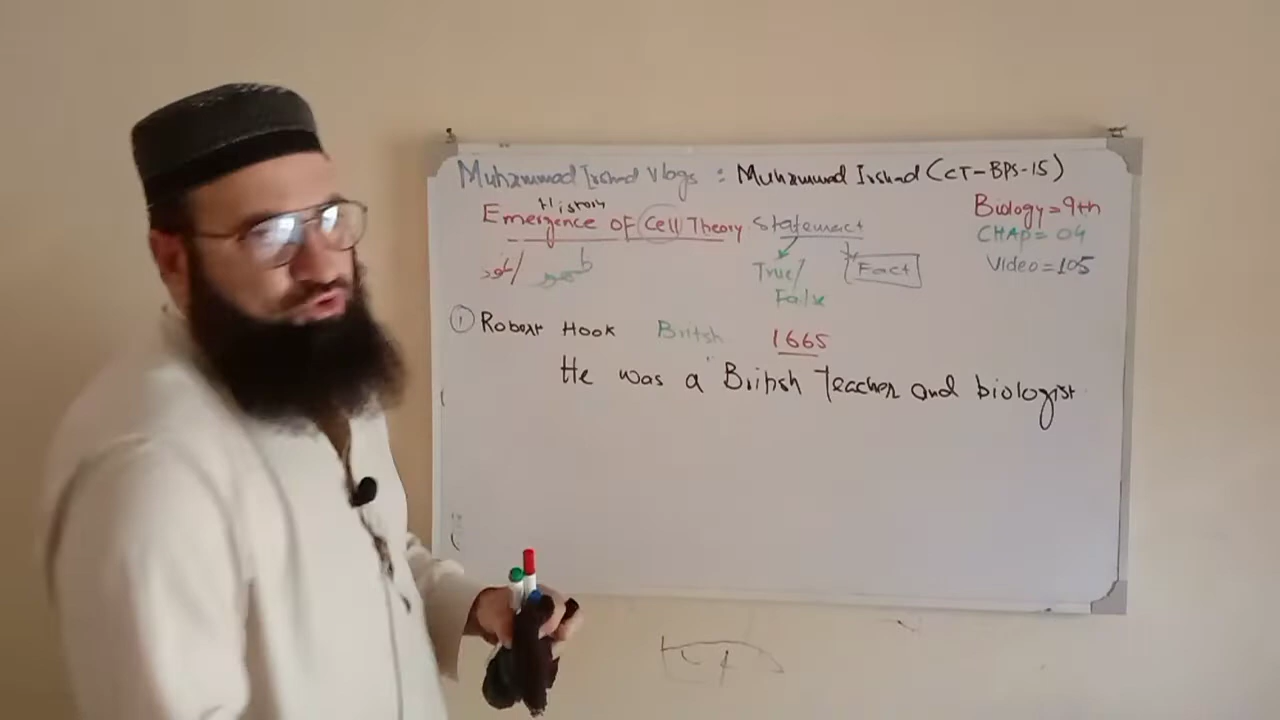 Muhammad Irshad Vlogs : Muhammad Irshad (CT-BPS-15)
History
Emergence of Cell Theory Statement
Biology = 9th
CHAP = 04
Video = 105
True/
False
Fact
① Robert Hook British 1665
He was a British Teacher and biologist